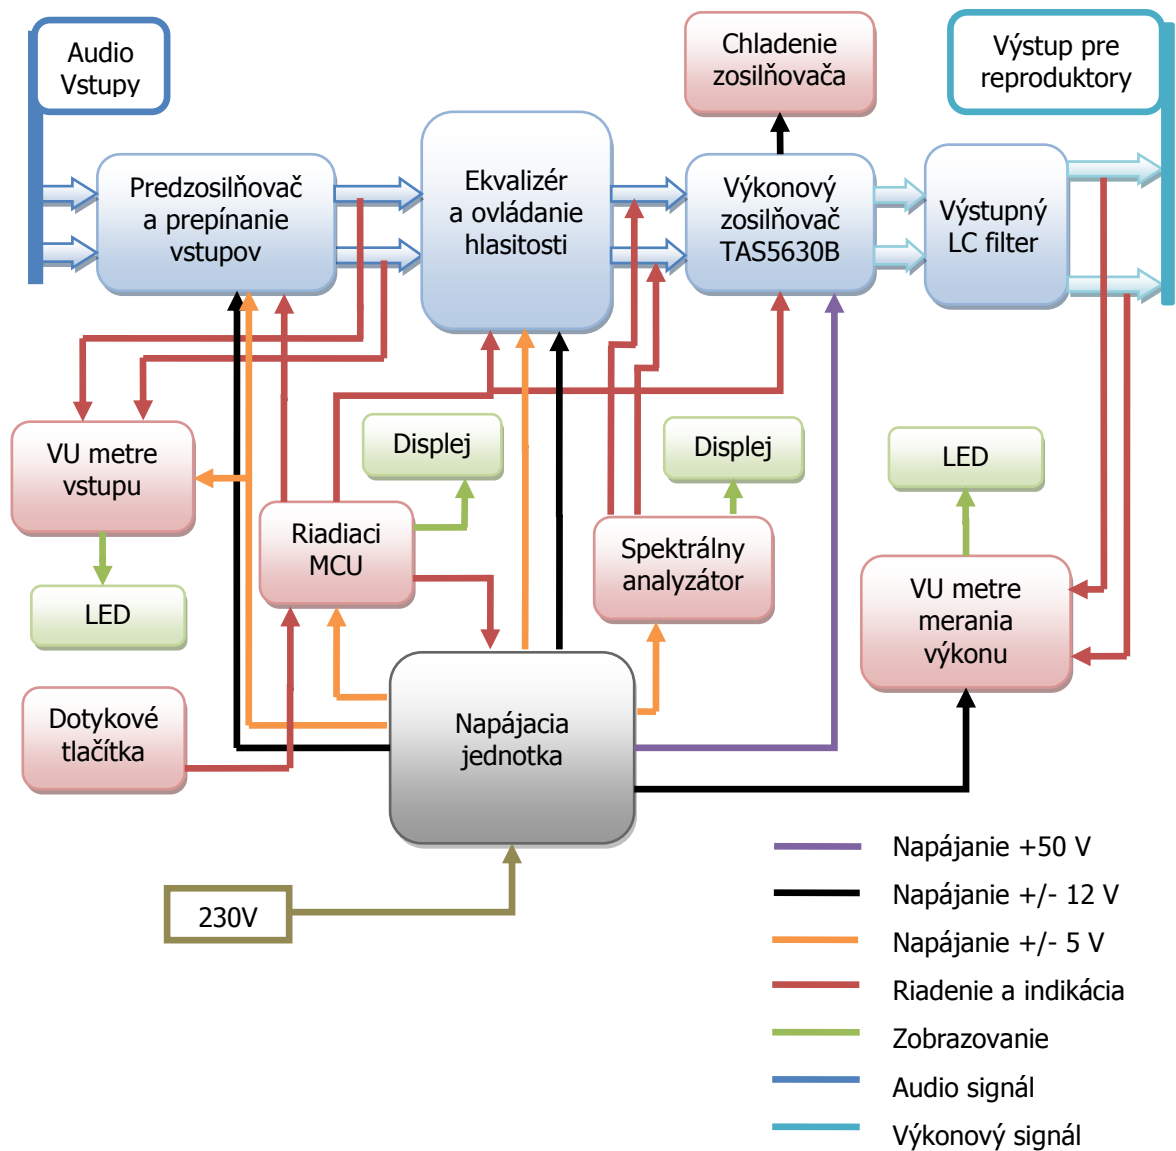 Audio
Vstupy
Chladenie
zosilňovača
Výstup pre
reproduktory
Predzosilňovač
a prepínanie
vstupov
Ekvalizér
a ovládanie
hlasitosti
Výkonový
zosilňovač
TAS5630B
Výstupný
LC filter
VU metre
vstupu
Displej
Displej
LED
Riadiaci
MCU
Spektrálny
analyzátor
LED
VU metre
merania
výkonu
Dotykové
tlačítka
Napájacia
jednotka
230V
Napájanie +50 V
Napájanie +/- 12 V
Napájanie +/- 5 V
Riadenie a indikácia
Zobrazovanie
Audio signál
Výkonový signál